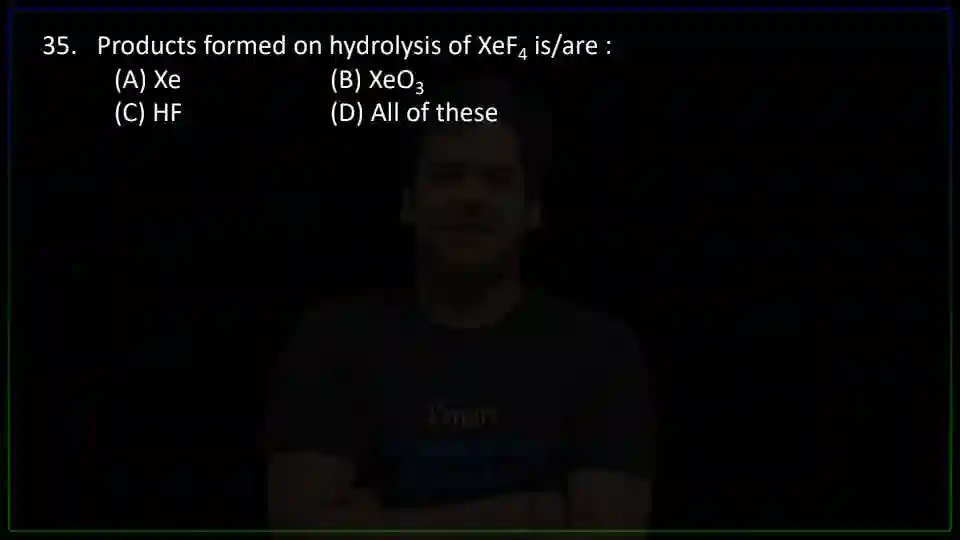 35. Products formed on hydrolysis of XeF₄ is/are :
(A) Xe (B) XeO₃
(C) HF (D) All of these